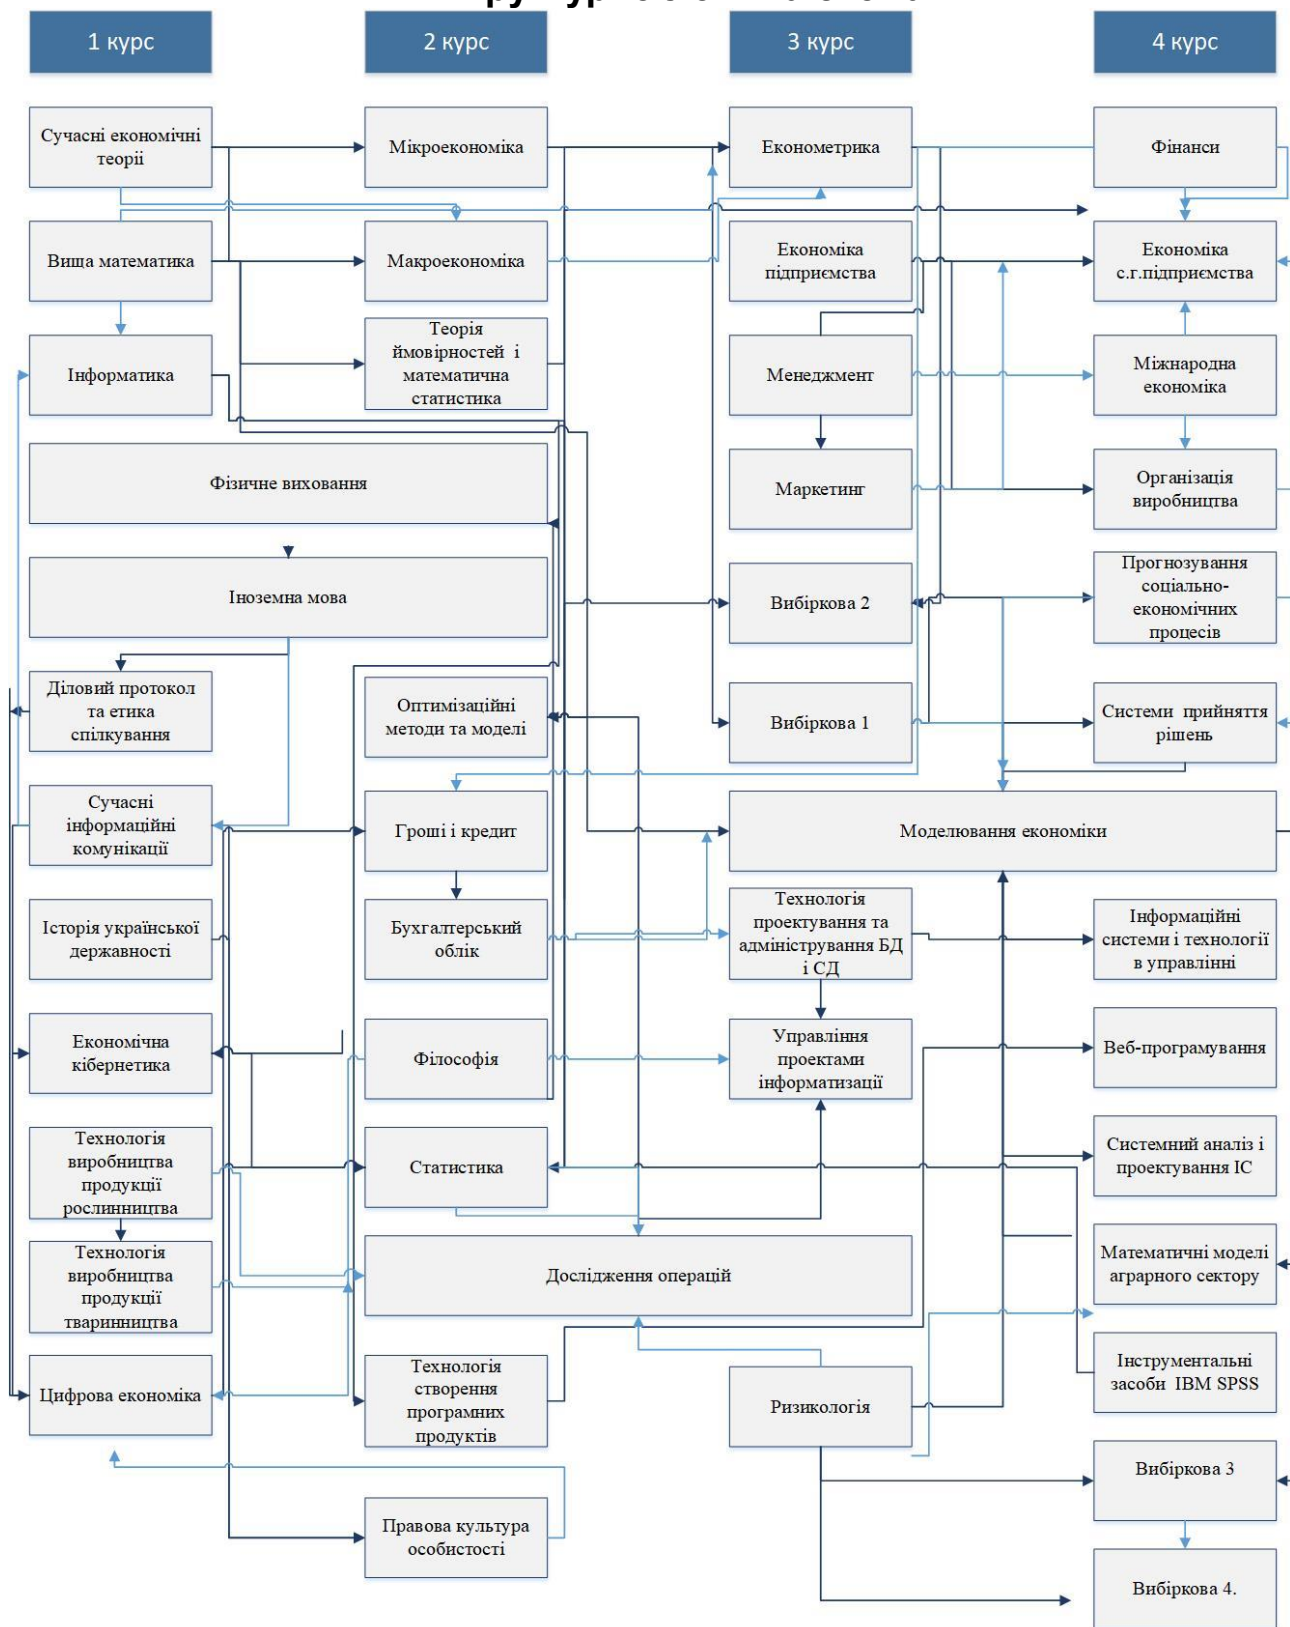 1 курс
2 курс
3 курс
4 курс
Сучасні економічні
теорії
Мікроекономіка
Економетрика
Фінанси
Вища математика
Макроекономіка
Економіка
підприємства
Економіка
с.г.підприємства
Інформатика
Теорія
ймовірностей і
математична
статистика
Менеджмент
Міжнародна
економіка
Фізичне виховання
Маркетинг
Організація
виробництва
Іноземна мова
Вибіркова 2
Прогнозування
соціально-
економічних
процесів
Діловий протокол
та етика
спілкування
Оптимізаційні
методи та моделі
Вибіркова 1
Системи прийняття
рішень
Сучасні
інформаційні
комунікації
Гроші і кредит
Моделювання економіки
Історія української
державності
Бухгалтерський
облік
Технологія
проектування та
адміністрування БД
і СД
Інформаційні
системи і технології
в управлінні
Економічна
кібернетика
Філософія
Управління
проектами
інформатизації
Веб-програмування
Технологія
виробництва
продукції
рослинництва
Статистика
Системний аналіз і
проектування ІС
Технологія
виробництва
продукції
тваринництва
Дослідження операцій
Математичні моделі
аграрного сектору
Цифрова економіка
Технологія
створення
програмних
продуктів
Ризикологія
Інструментальні
засоби IBM SPSS
Вибіркова 3
Правова культура
особистості
Вибіркова 4.